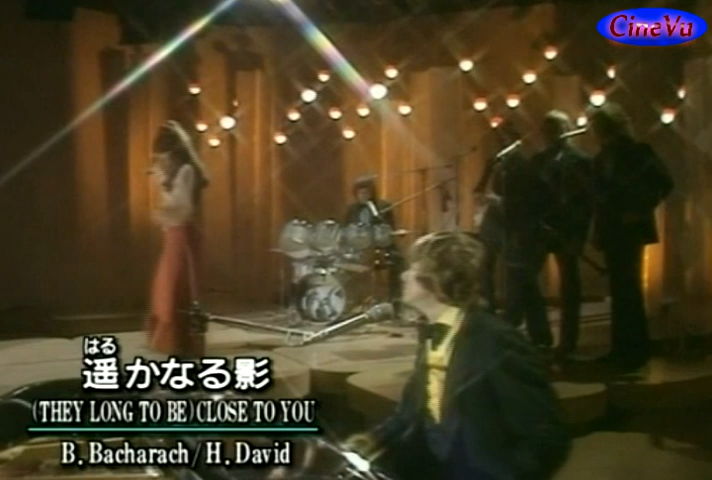 CineVu
はる
遥かなる影
(THEY LONG TO BE) CLOSE TO YOU
B. Bacharach / H. David